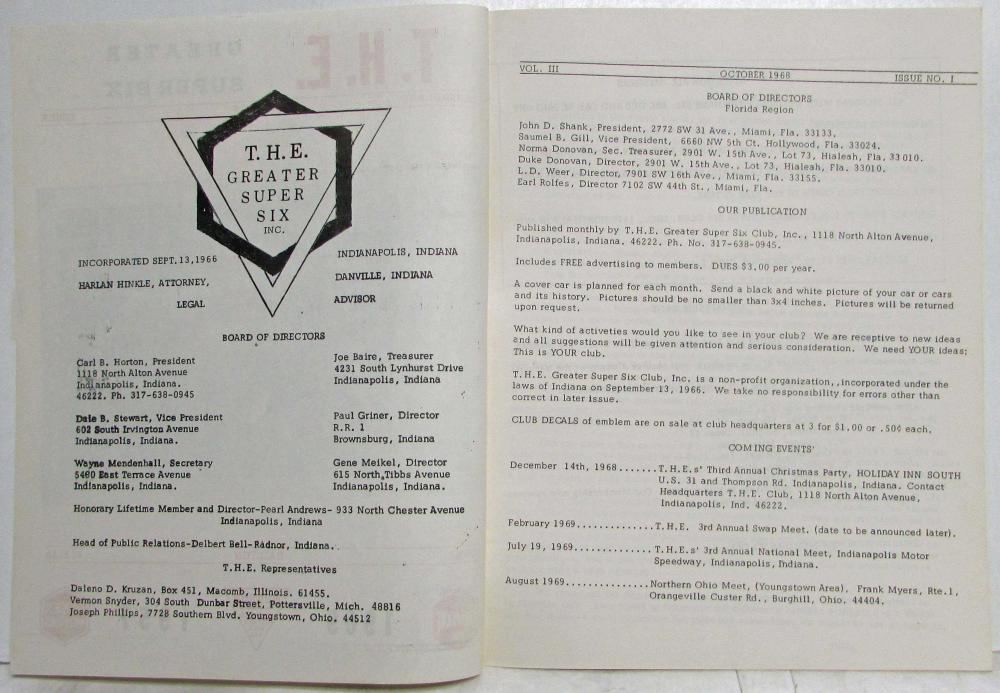 T.H.E.
GREATER
SUPER
SIX
INC.
INCORPORATED SEPT.13,1966
HARLAN HINKLE, ATTORNEY,
LEGAL
INDIANAPOLIS, INDIANA
DANVILLE, INDIANA
ADVISOR
BOARD OF DIRECTORS
Carl B. Horton, President
1118 North Alton Avenue
Indianapolis, Indiana.
46222. Ph. 317-638-0945
Joe Baire, Treasurer
4231 South Lynhurst Drive
Indianapolis, Indiana
Dale B. Stewart, Vice President
602 South Irvington Avenue
Indianapolis, Indiana.
Paul Griner, Director
R.R. 1
Brownsburg, Indiana
Wayne Mendenhall, Secretary
5460 East Terrace Avenue
Indianapolis, Indiana.
Gene Meikel, Director
615 North Tibbs Avenue
Indianapolis, Indiana.
Honorary Lifetime Member and Director-Pearl Andrews- 933 North Chester Avenue
Indianapolis, Indiana
Head of Public Relations-Delbert Bell-Radnor, Indiana.
T.H.E. Representatives
Daleno D. Kruzan, Box 451, Macomb, Illinois. 61455.
Vernon Snyder, 304 South Dunbar Street, Pottersville, Mich. 48816
Joseph Phillips, 7728 Southern Blvd. Youngstown, Ohio. 44512
VOL. III OCTOBER 1968 ISSUE NO. 1
BOARD OF DIRECTORS
Florida Region
John D. Shank, President, 2772 SW 31 Ave., Miami, Fla. 33133.
Saumel B. Gill, Vice President, 6660 NW 5th Ct. Hollywood, Fla. 33024.
Norma Donovan, Sec. Treasurer, 2901 W. 15th Ave., Lot 73, Hialeah, Fla, 33010.
Duke Donovan, Director, 2901 W. 15th Ave., Lot 73, Hialeah, Fla. 33010.
L.D. Weer, Director, 7901 SW 16th Ave., Miami, Fla. 33155.
Earl Rolfes, Director 7102 SW 44th St., Miami, Fla.
OUR PUBLICATION
Published monthly by T.H.E. Greater Super Six Club, Inc., 1118 North Alton Avenue,
Indianapolis, Indiana. 46222. Ph. No. 317-638-0945.
Includes FREE advertising to members. DUES $3.00 per year.
A cover car is planned for each month. Send a black and white picture of your car or cars
and its history. Pictures should be no smaller than 3x4 inches. Pictures will be returned
upon request.
What kind of activeties would you like to see in your club? We are receptive to new ideas
and all suggestions will be given attention and serious consideration. We need YOUR ideas;
This is YOUR club.
T.H.E. Greater Super Six Club, Inc. is a non-profit organization,,incorporated under the
laws of Indiana on September 13, 1966. We take no responsibility for errors other than
correct in later issue.
CLUB DECALS of emblem are on sale at club headquarters at 3 for $1.00 or .50¢ each.
COMING EVENTS'
December 14th, 1968.......T.H.E.s' Third Annual Christmas Party, HOLIDAY INN SOUTH
U.S. 31 and Thompson Rd. Indianapolis, Indiana. Contact
Headquarters T.H.E. Club, 1118 North Alton Avenue,
Indianapolis, Ind. 46222.
February 1969..............T.H.E. 3rd Annual Swap Meet. (date to be announced later).
July 19, 1969..............T.H.E.s' 3rd Annual National Meet, Indianapolis Motor
Speedway, Indianapolis, Indiana.
August 1969...............Northern Ohio Meet, (Youngstown Area), Frank Myers, Rte.1,
Orangeville Custer Rd., Burghill, Ohio. 44404.